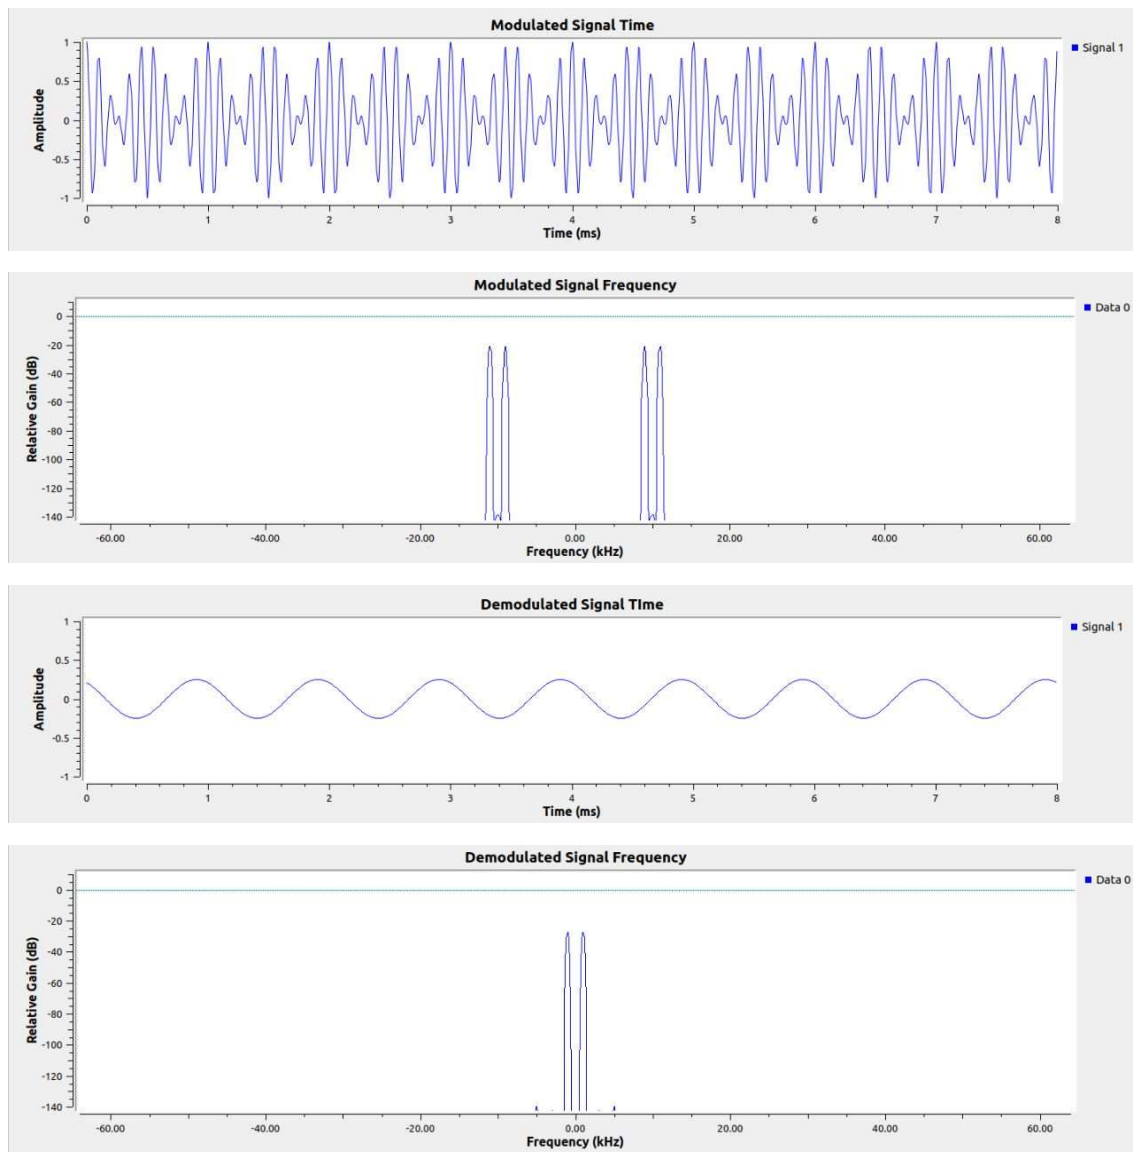 Modulated Signal Time
Signal 1
1
0.5
0
-0.5
-1
Amplitude
0 1 2 3 4 5 6 7 8
Time (ms)
Modulated Signal Frequency
Data 0
0
-20
-40
-60
-80
-100
-120
-140
Relative Gain (dB)
-60.00 -40.00 -20.00 0.00 20.00 40.00 60.00
Frequency (kHz)
Demodulated Signal TIme
Signal 1
1
0.5
0
-0.5
-1
Amplitude
0 1 2 3 4 5 6 7 8
Time (ms)
Demodulated Signal Frequency
Data 0
0
-20
-40
-60
-80
-100
-120
-140
Relative Gain (dB)
-60.00 -40.00 -20.00 0.00 20.00 40.00 60.00
Frequency (kHz)